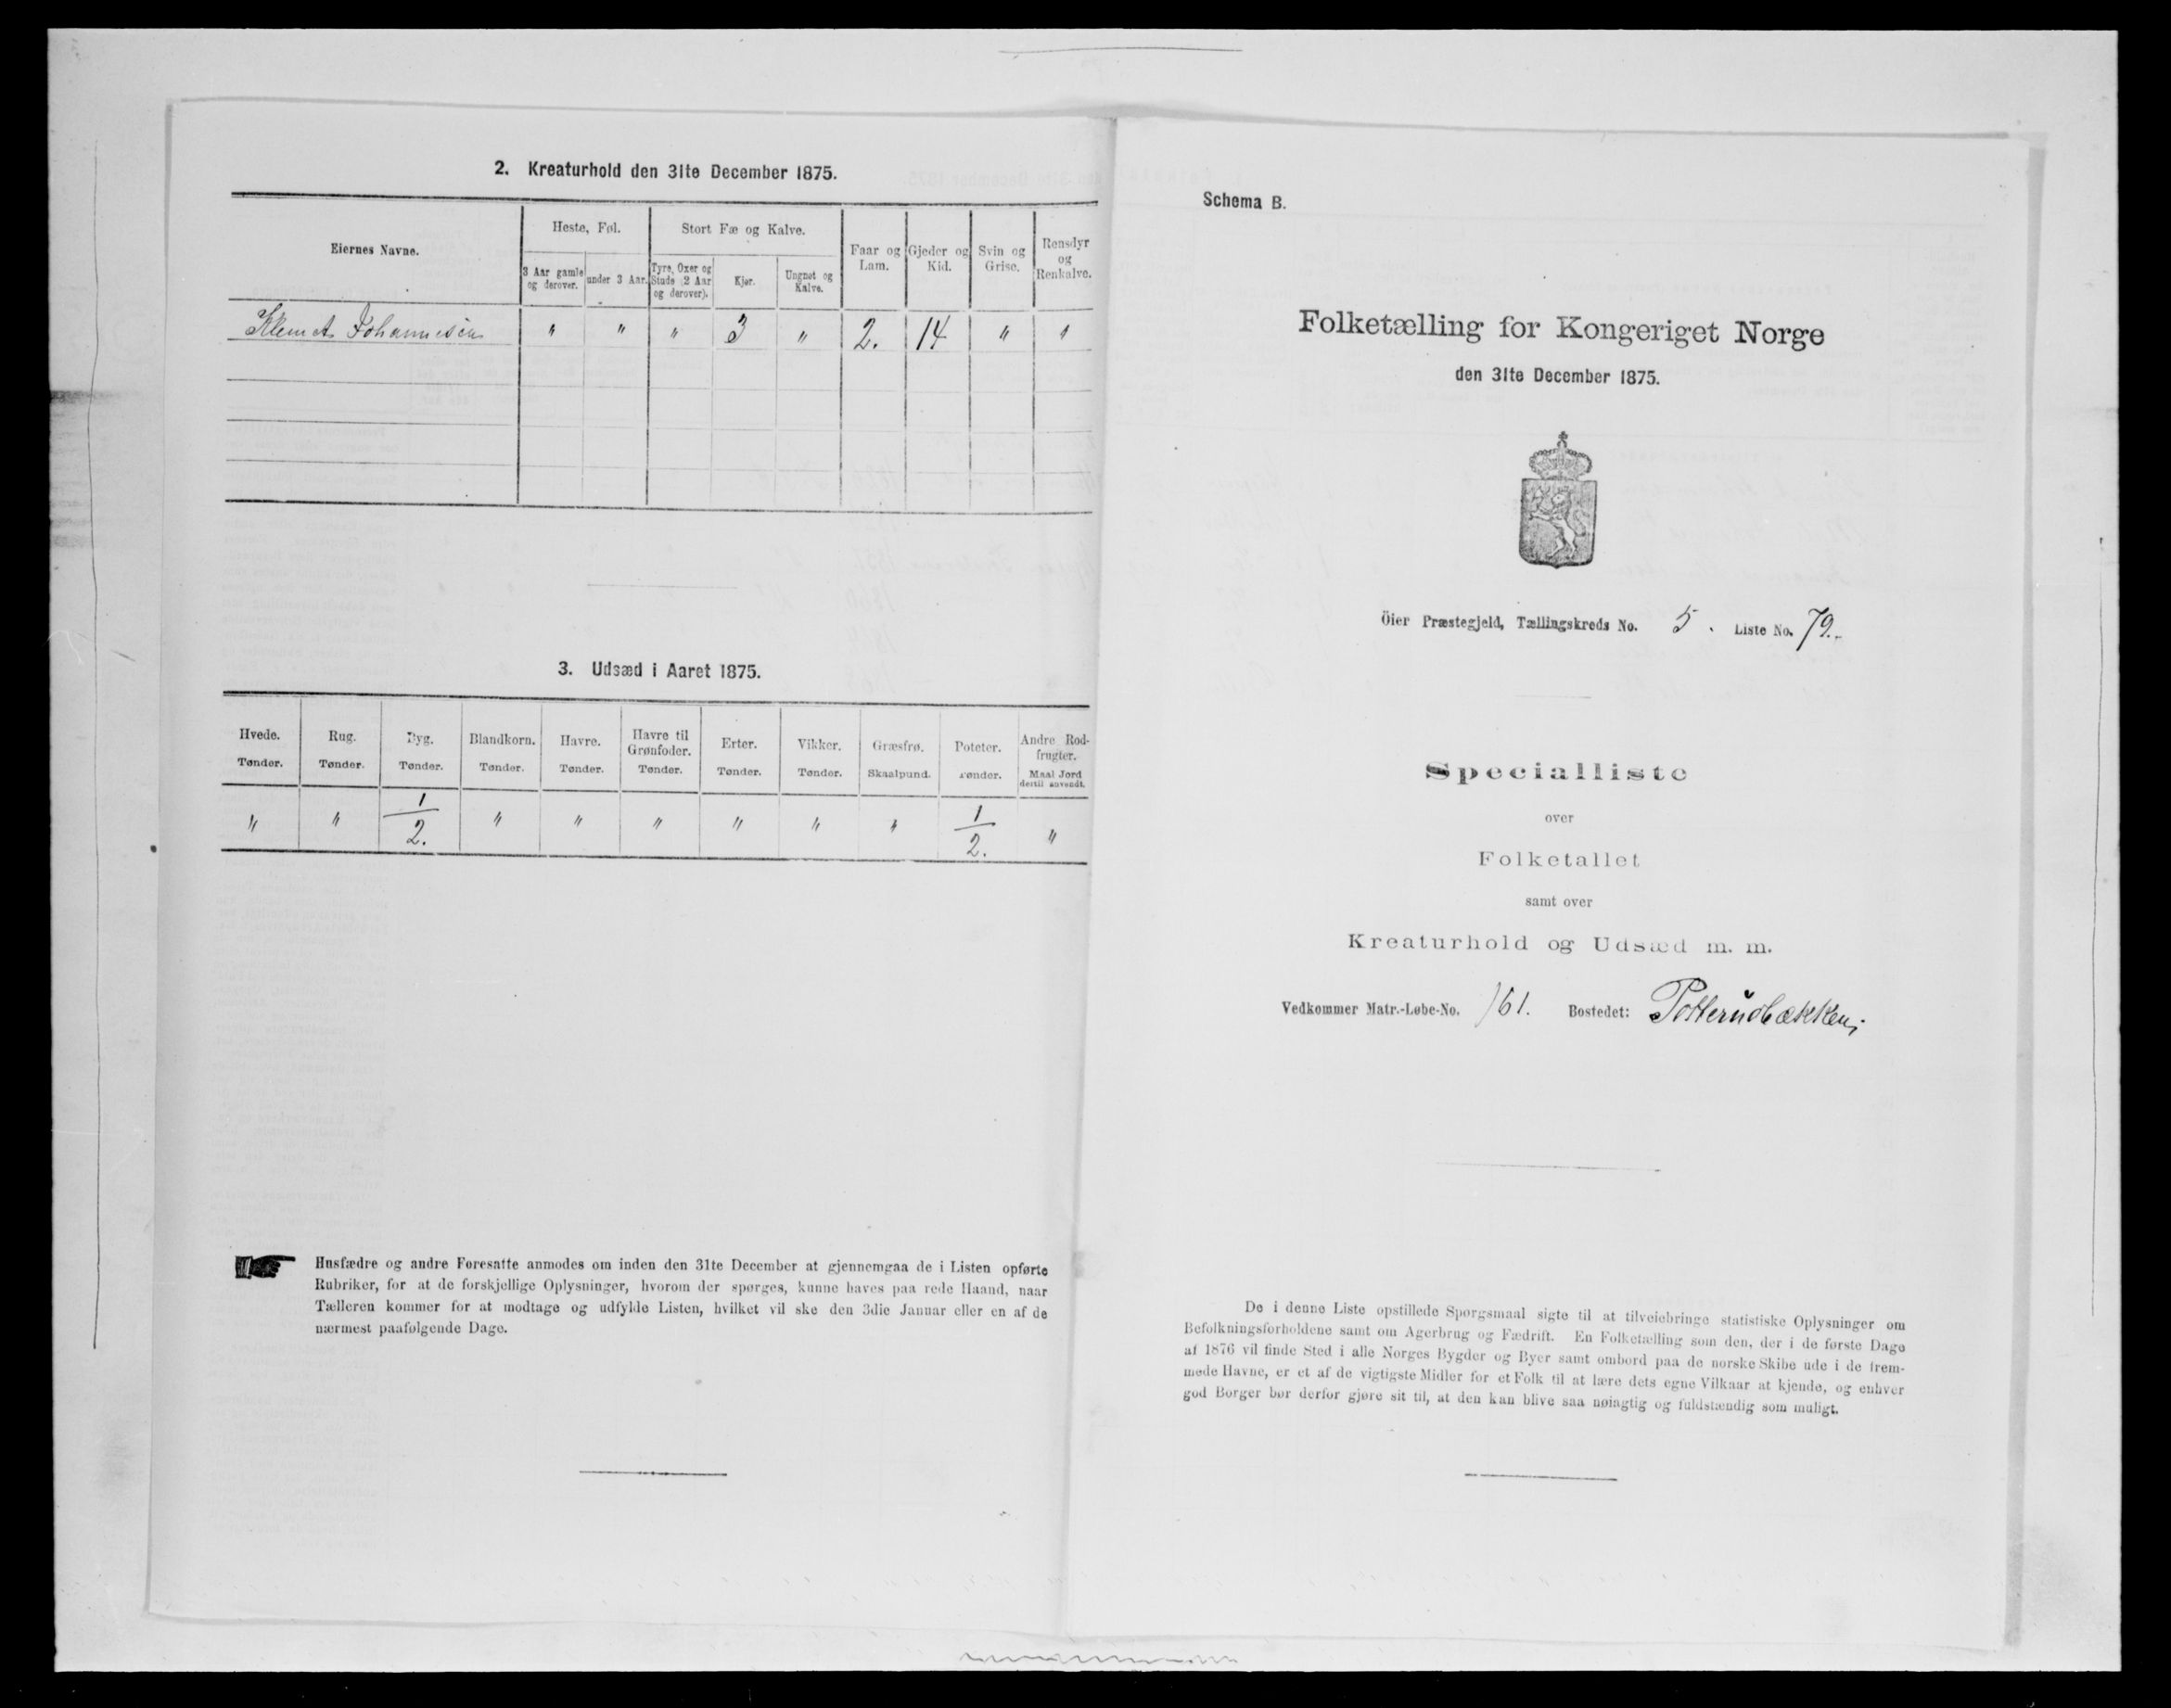 2. Kreaturhold den 31te December 1875.
Eiernes Navne.
Heste, Føl.
Stort Fæ og Kalve.
Faar og Lam.
Gjeder og Kid.
Svin og Grise.
Rensdyr og Renkalve.
3 Aar gamle og derover.
under 3 Aar.
Tyre, Oxer og Stude (2 Aar og derover).
Kjør.
Ungnet og Kalve.
Klemet Johannesen " " " 3 " 2. 14 " "
3. Udsæd i Aaret 1875.
Hvede. Rug. Byg. Blandkorn. Havre. Havre til Grønfoder. Erter. Vikker. Græsfrø. Poteter. Andre Rodfrugter.
Tønder. Tønder. Tønder. Tønder. Tønder. Tønder. Tønder. Tønder. Skaalpund. Tønder. Maal Jord dertil anvendt.
" " 1/2. " " " " " " 1/2. "
Husfædre og andre Foresatte anmodes om inden den 31te December at gjennemgaa de i Listen opførte
Rubriker, for at de forskjellige Oplysninger, hvorom der spørges, kunne haves paa rede Haand, naar
Tælleren kommer for at modtage og udfylde Listen, hvilket vil ske den 3die Januar eller en af de
nærmest paafølgende Dage.
Schema B.
Folketælling for Kongeriget Norge
den 31te December 1875.
Öier Præstegjeld, Tællingskreds No. 5. Liste No. 79.
Specialliste
over
Folketallet
samt over
Kreaturhold og Udsæd m. m.
Vedkommer Matr.-Løbe-No. 161. Bostedet: Potterudbækken
De i denne Liste opstillede Spørgsmaal sigte til at tilveiebringe statistiske Oplysninger om
Befolkningsforholdene samt om Agerbrug og Fædrift. En Folketælling som den, der i de første Dage
af 1876 vil finde Sted i alle Norges Bygder og Byer samt ombord paa de norske Skibe ude i de frem-
mede Havne, er et af de vigtigste Midler for et Folk til at lære dets egne Vilkaar at kjende, og enhver
god Borger bør derfor gjøre sit til, at den kan blive saa nøiagtig og fuldstændig som muligt.